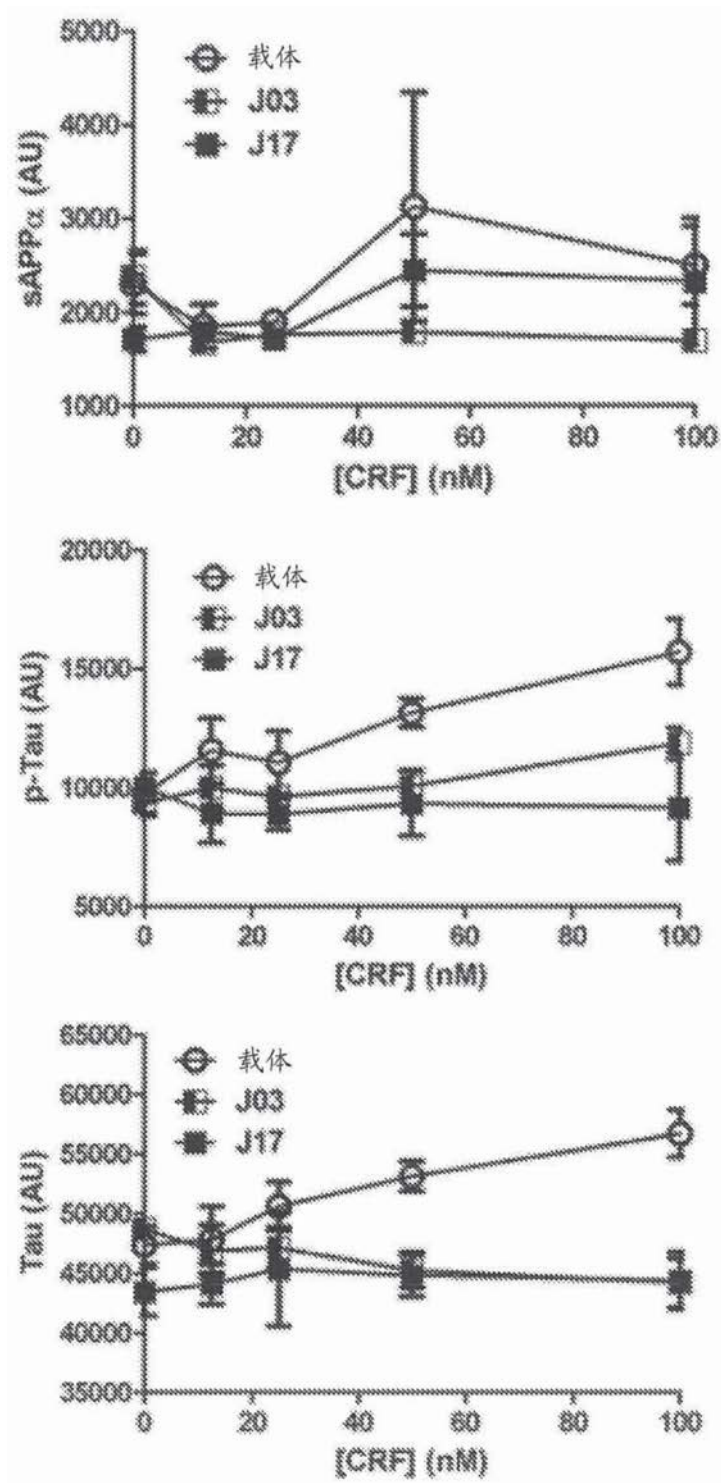 5000
4000
3000
2000
1000
sAPPα (AU)
载体
J03
J17
0
20
40
60
80
100
[CRF] (nM)
20000
15000
10000
5000
p-Tau (AU)
载体
J03
J17
0
20
40
60
80
100
[CRF] (nM)
65000
60000
55000
50000
45000
40000
35000
Tau (AU)
载体
J03
J17
0
20
40
60
80
100
[CRF] (nM)